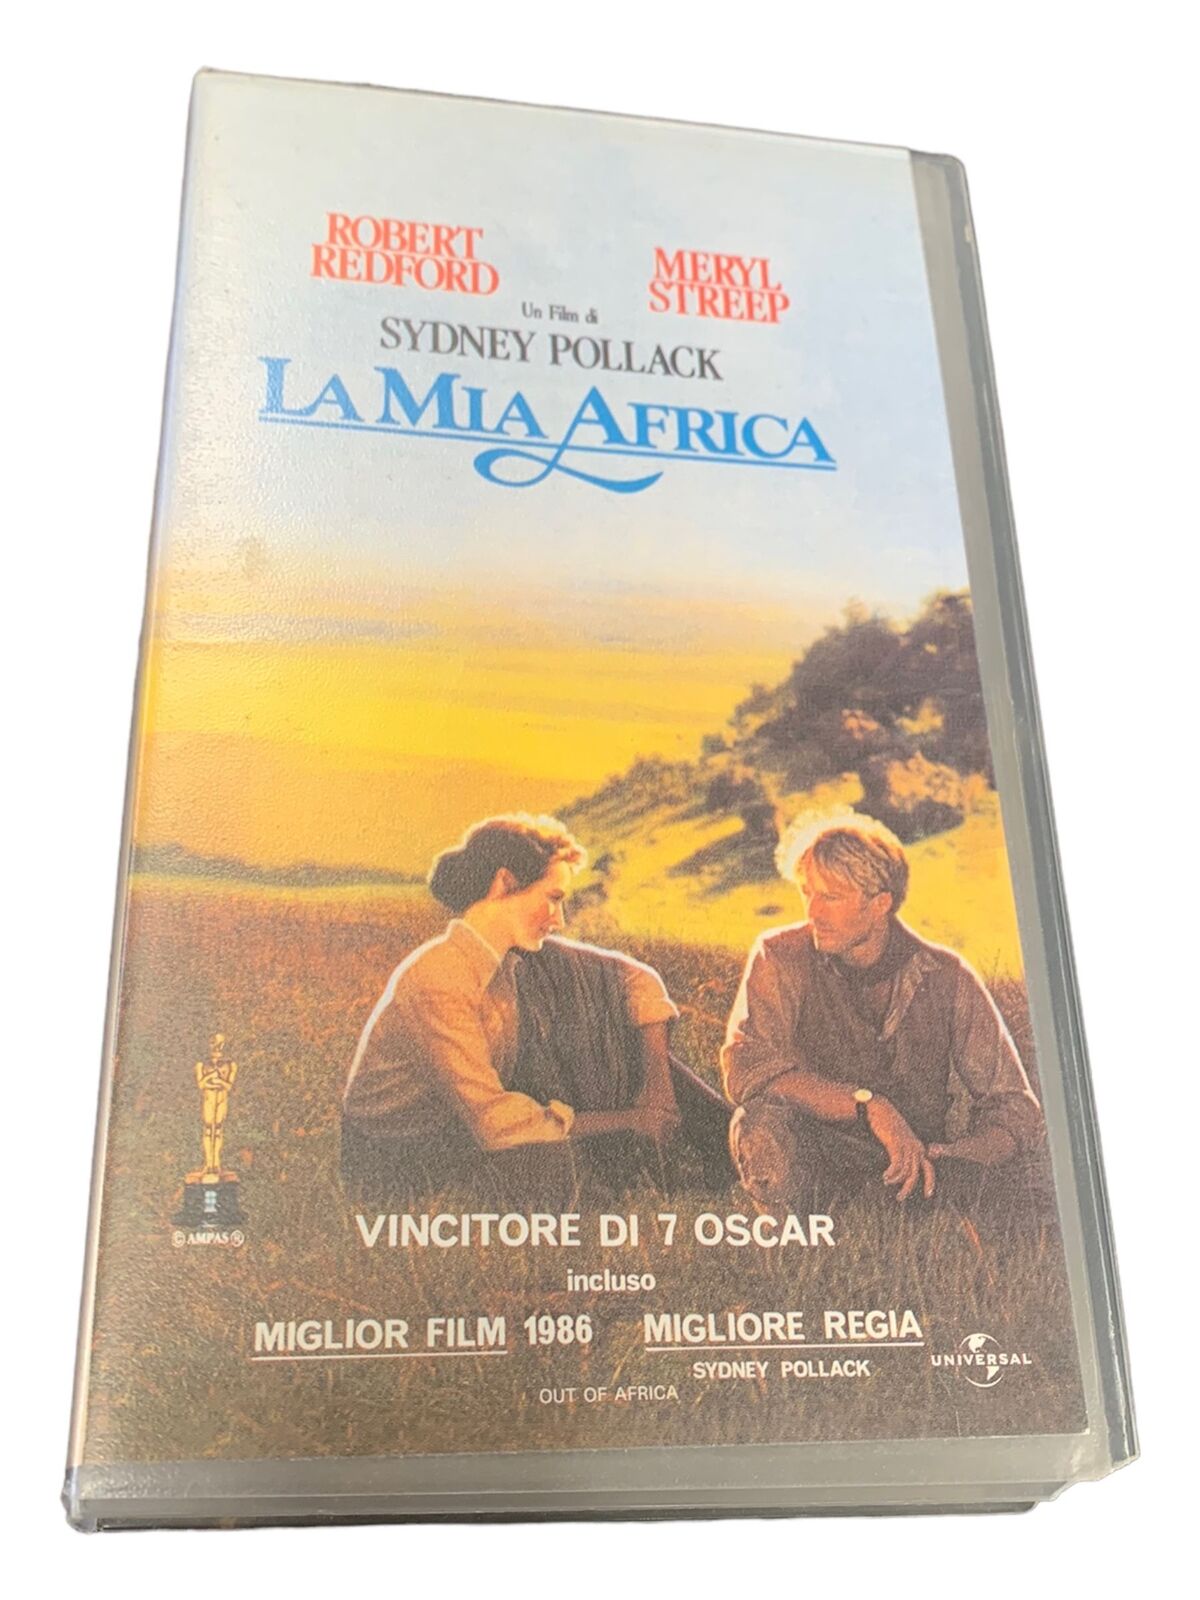 ROBERT
REDFORD
MERYL
STREEP
Un Film di
SYDNEY POLLACK
LA MIA AFRICA
©AMPAS®
VINCITORE DI 7 OSCAR
incluso
MIGLIOR FILM 1986
MIGLIORE REGIA
SYDNEY POLLACK
UNIVERSAL
OUT OF AFRICA